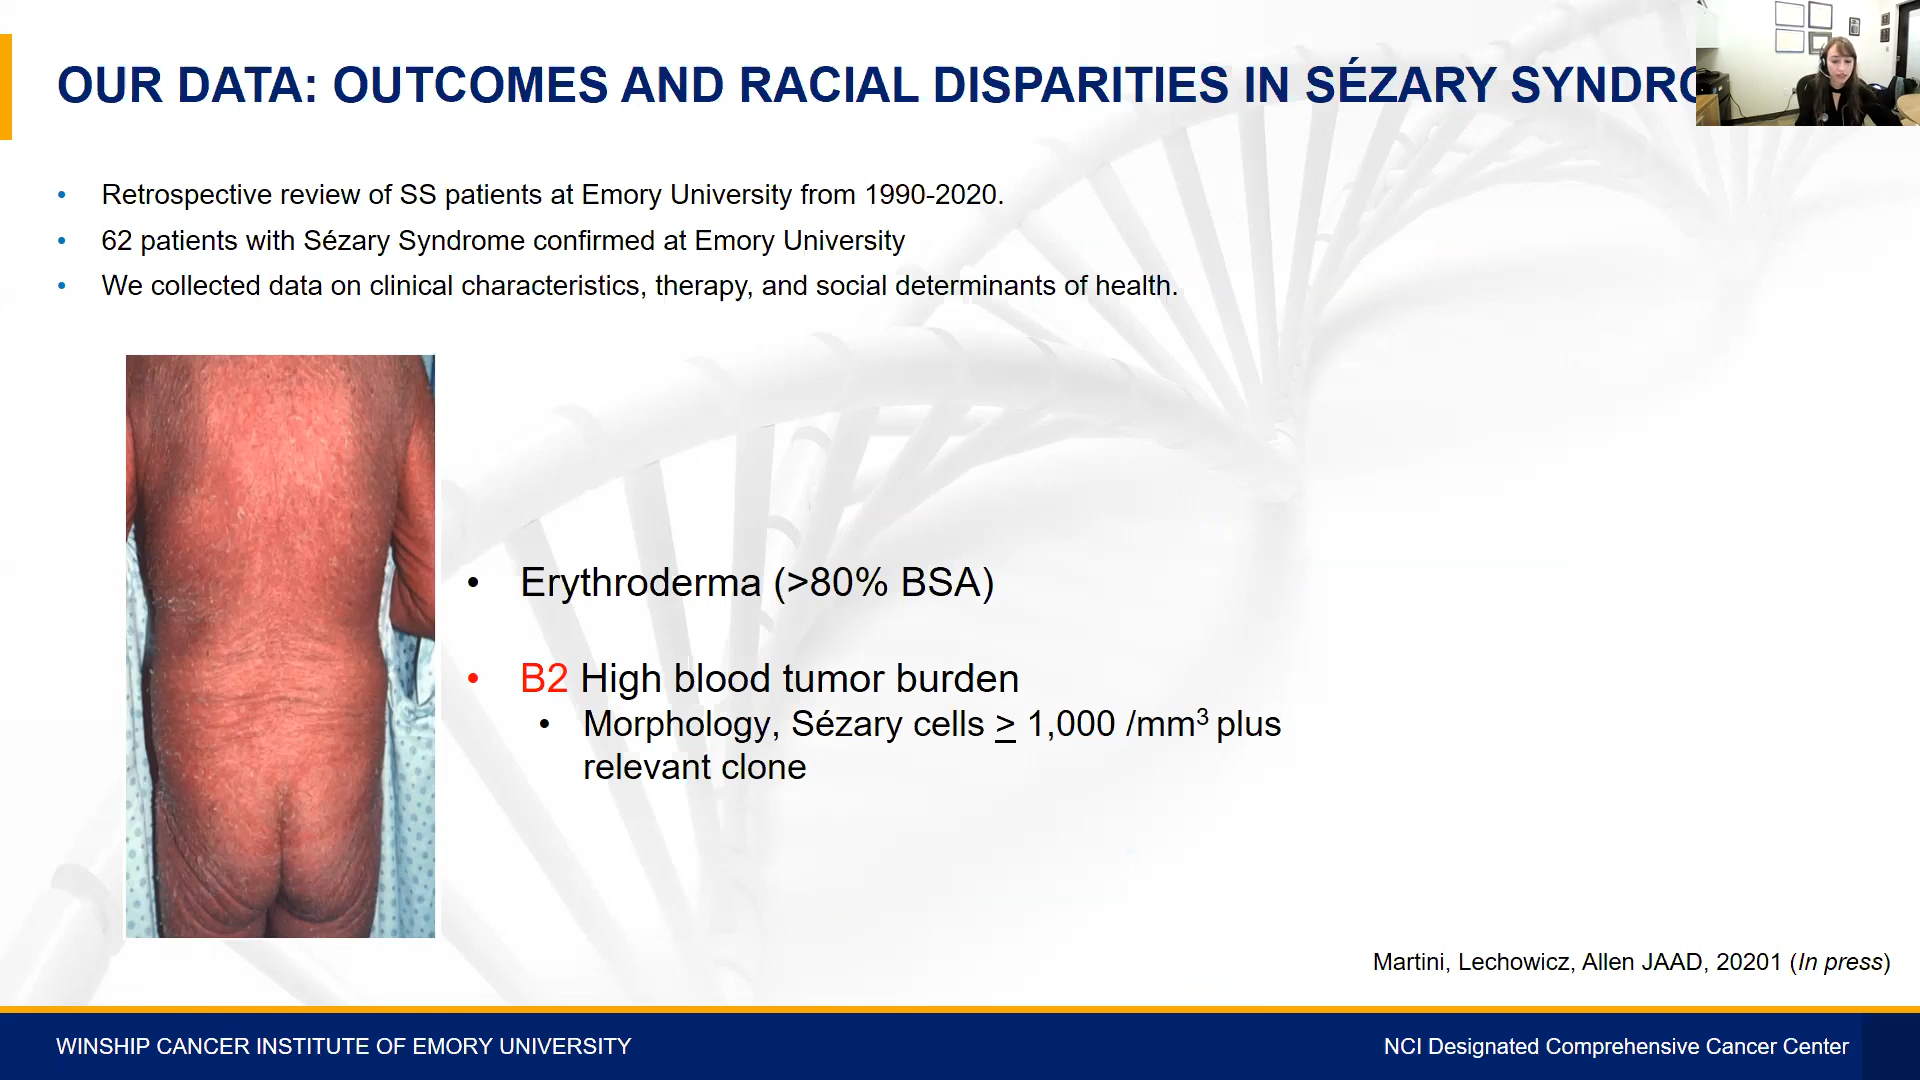 OUR DATA: OUTCOMES AND RACIAL DISPARITIES IN SÉZARY SYNDRO
• Retrospective review of SS patients at Emory University from 1990-2020.
• 62 patients with Sézary Syndrome confirmed at Emory University
• We collected data on clinical characteristics, therapy, and social determinants of health.
• Erythroderma (>80% BSA)
• B2 High blood tumor burden
• Morphology, Sézary cells ≥ 1,000 /mm³ plus
relevant clone
Martini, Lechowicz, Allen JAAD, 20201 (In press)
WINSHIP CANCER INSTITUTE OF EMORY UNIVERSITY
NCI Designated Comprehensive Cancer Center